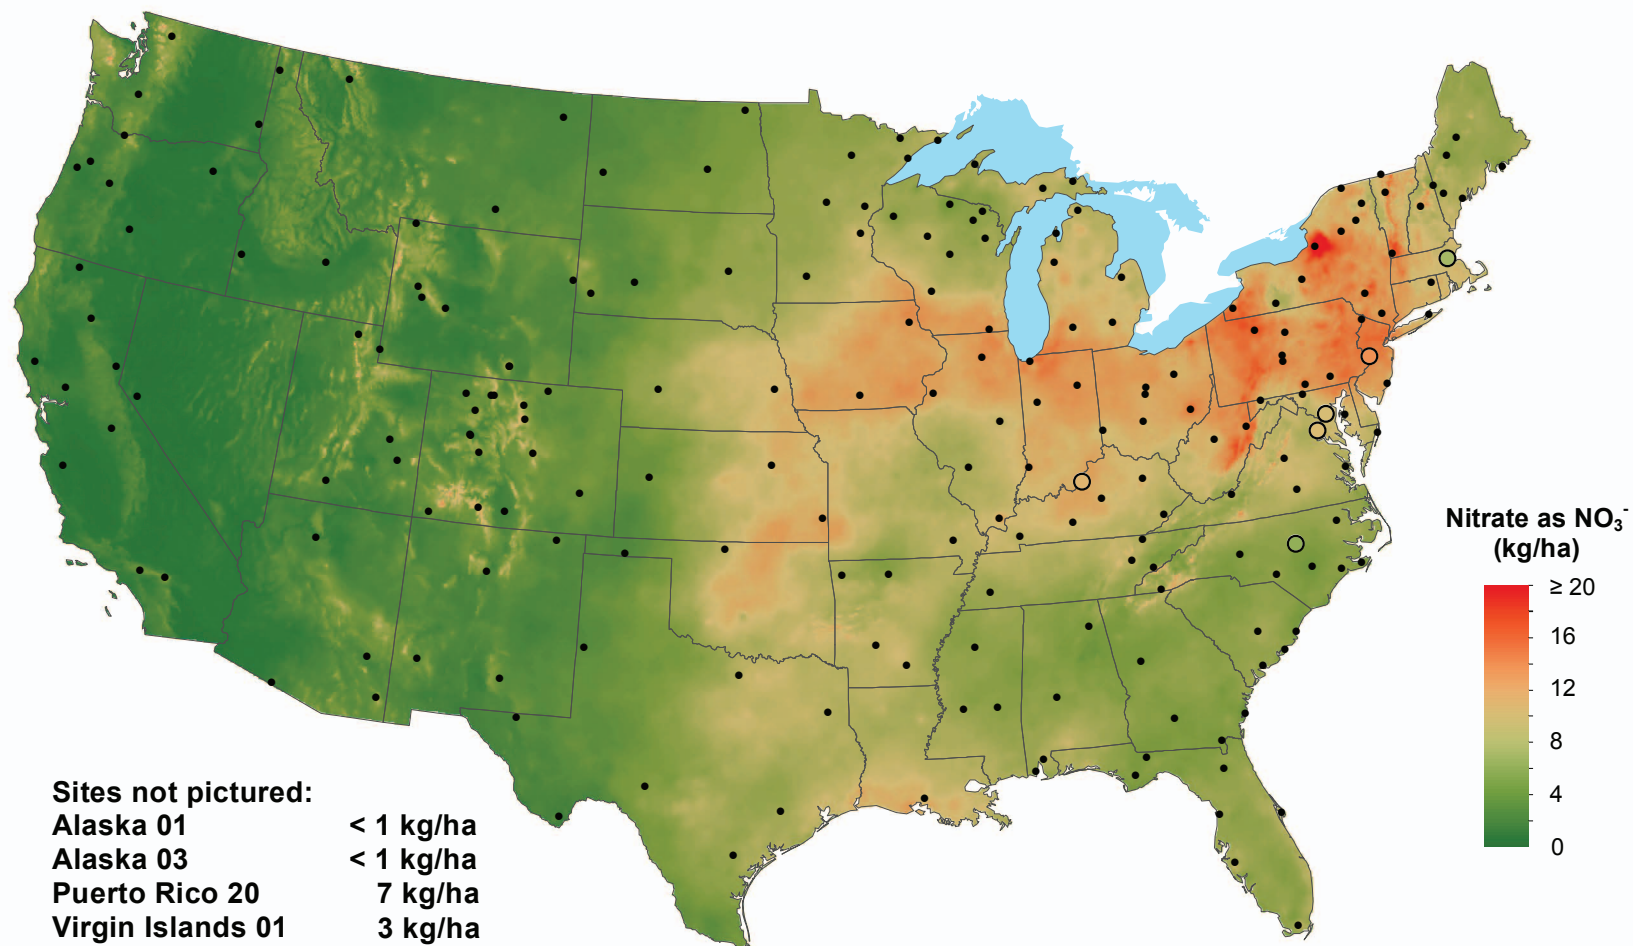 Nitrate as NO₃⁻
(kg/ha)
≥ 20
16
12
8
4
0
Sites not pictured:
Alaska 01 < 1 kg/ha
Alaska 03 < 1 kg/ha
Puerto Rico 20 7 kg/ha
Virgin Islands 01 3 kg/ha